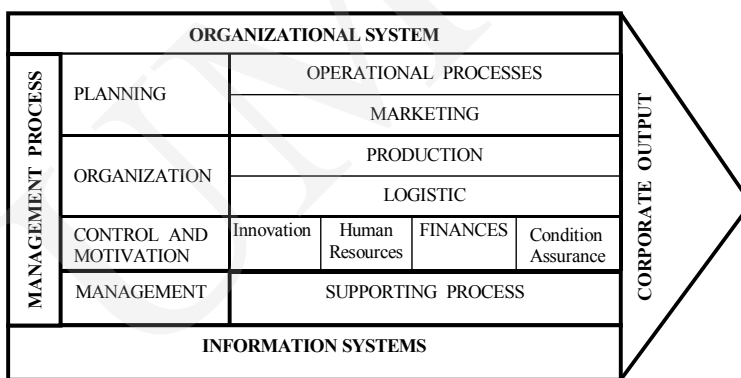 ORGANIZATIONAL SYSTEM
MANAGEMENT PROCESS
PLANNING
OPERATIONAL PROCESSES
MARKETING
ORGANIZATION
PRODUCTION
LOGISTIC
CONTROL AND
MOTIVATION
Innovation
Human
Resources
FINANCES
Condition
Assurance
MANAGEMENT
SUPPORTING PROCESS
INFORMATION SYSTEMS
CORPORATE OUTPUT